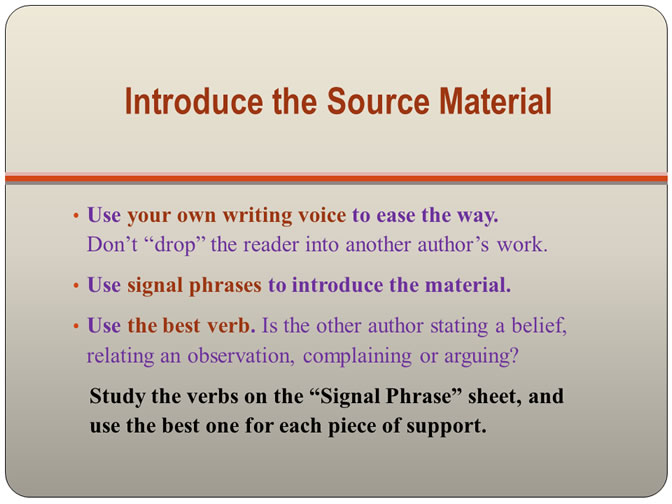 Introduce the Source Material
• Use your own writing voice to ease the way.
Don’t “drop” the reader into another author’s work.
• Use signal phrases to introduce the material.
• Use the best verb. Is the other author stating a belief,
relating an observation, complaining or arguing?
Study the verbs on the “Signal Phrase” sheet, and
use the best one for each piece of support.